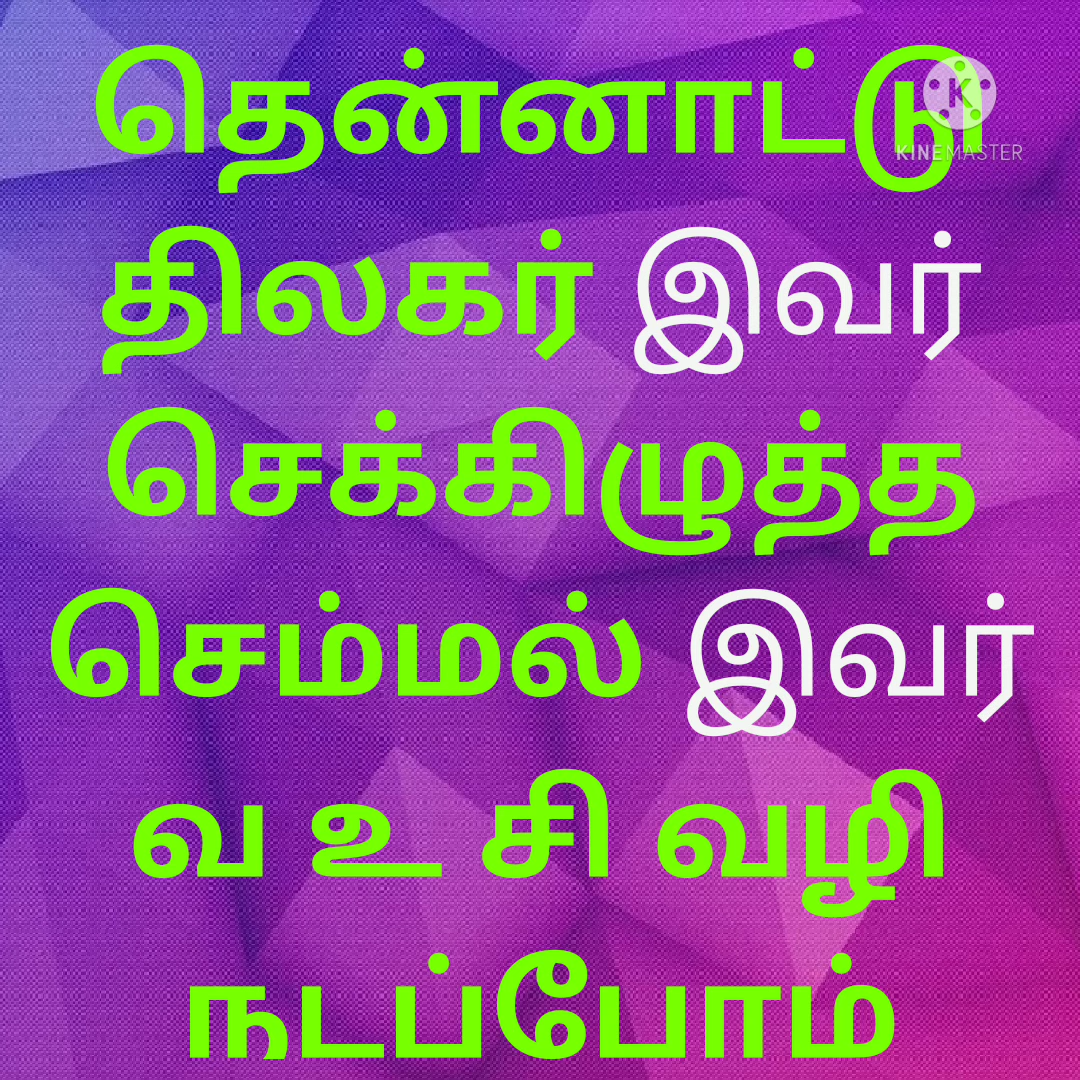 தென்னாட்டு
KINEMASTER
திலகர் இவர்
செக்கிழுத்த
செம்மல் இவர்
வ உ சி வழி
நடப்போம்